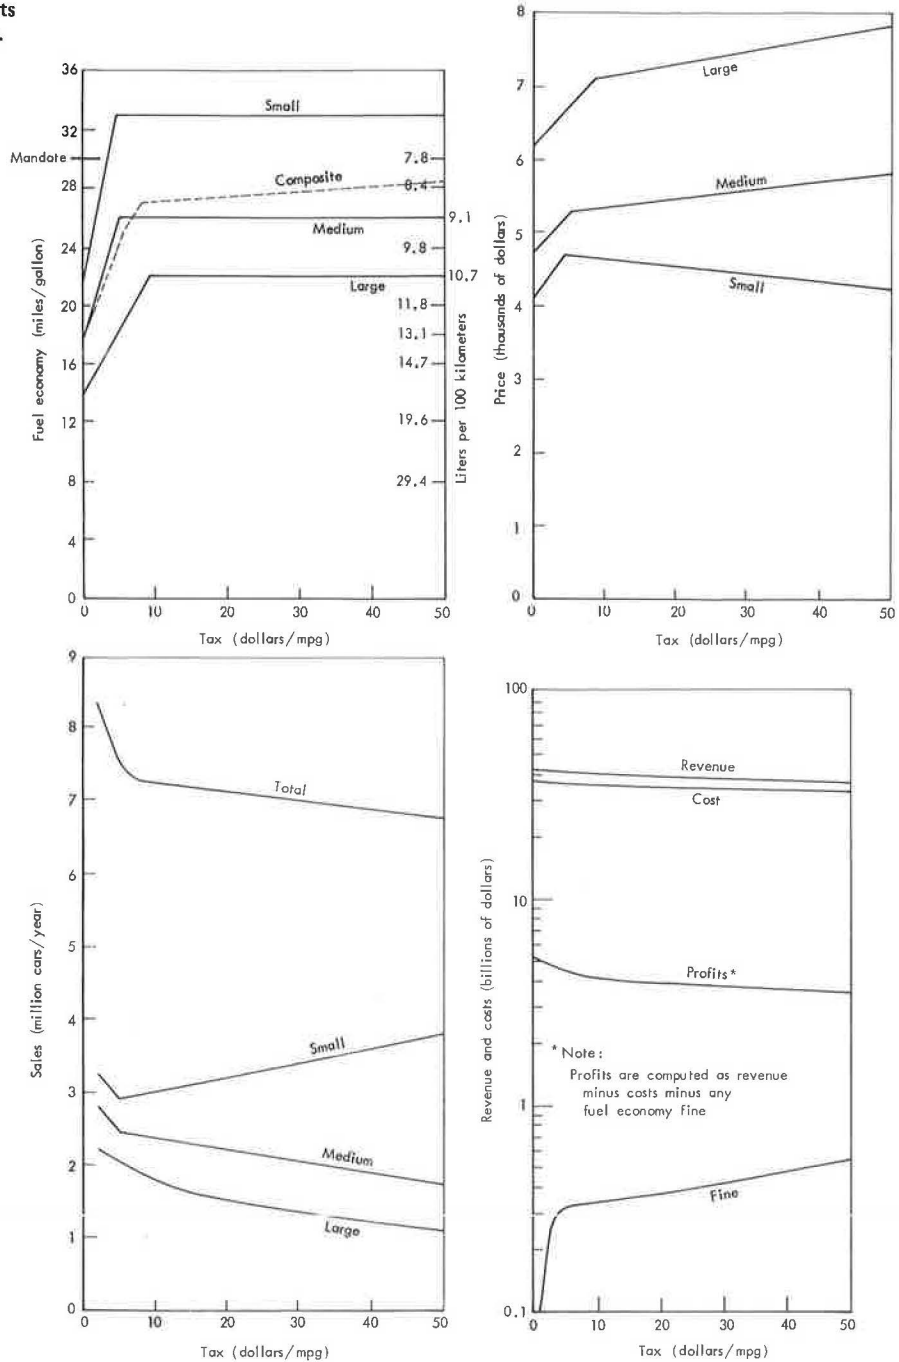 ts
.
36
32
Mandate
28
24
20
16
12
8
4
0
Fuel economy (miles/gallon)
Small
Composite
Medium
Large
7.8
8.4
9.1
9.8
10.7
11.8
13.1
14.7
19.6
29.4
Liters per 100 kilometers
0 10 20 30 40 50
Tax (dollars/mpg)
8
7
6
5
4
3
2
1
0
Price (thousands of dollars)
Large
Medium
Small
0 10 20 30 40 50
Tax (dollars/mpg)
9
8
7
6
5
4
3
2
1
0
Sales (million cars/year)
Total
Small
Medium
Large
0 10 20 30 40 50
Tax (dollars/mpg)
100
10
1
0.1
Revenue and costs (billions of dollars)
Revenue
Cost
Profits*
*Note:
Profits are computed as revenue
minus costs minus any
fuel economy fine
Fine
0 10 20 30 40 50
Tax (dollars/mpg)